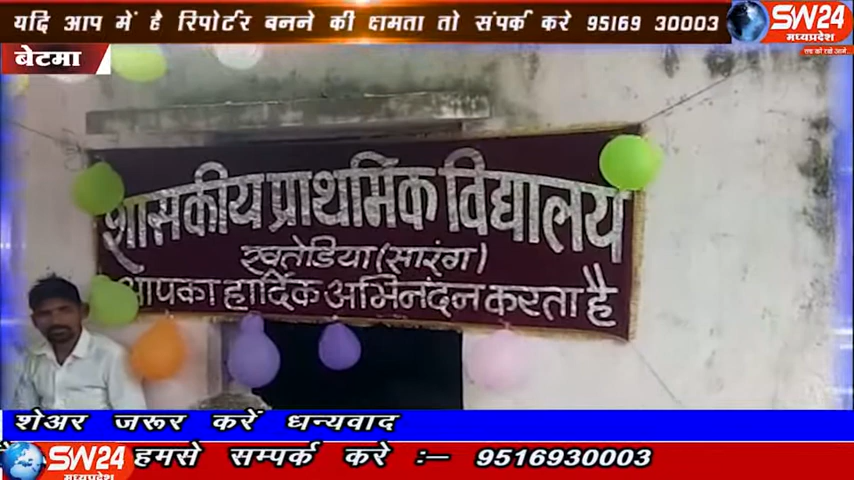 यदि आप में है रिपोर्टर बनने की क्षमता तो संपर्क करे 95169 30003
SW24
मध्यप्रदेश
बेटमा
शासकीय प्राथमिक विद्यालय
खतेडिया (सारंग)
आपका हार्दिक अभिनंदन करता है
शेअर जरूर करें धन्यवाद
SW24
मध्यप्रदेश
हमसे सम्पर्क करे :- 9516930003